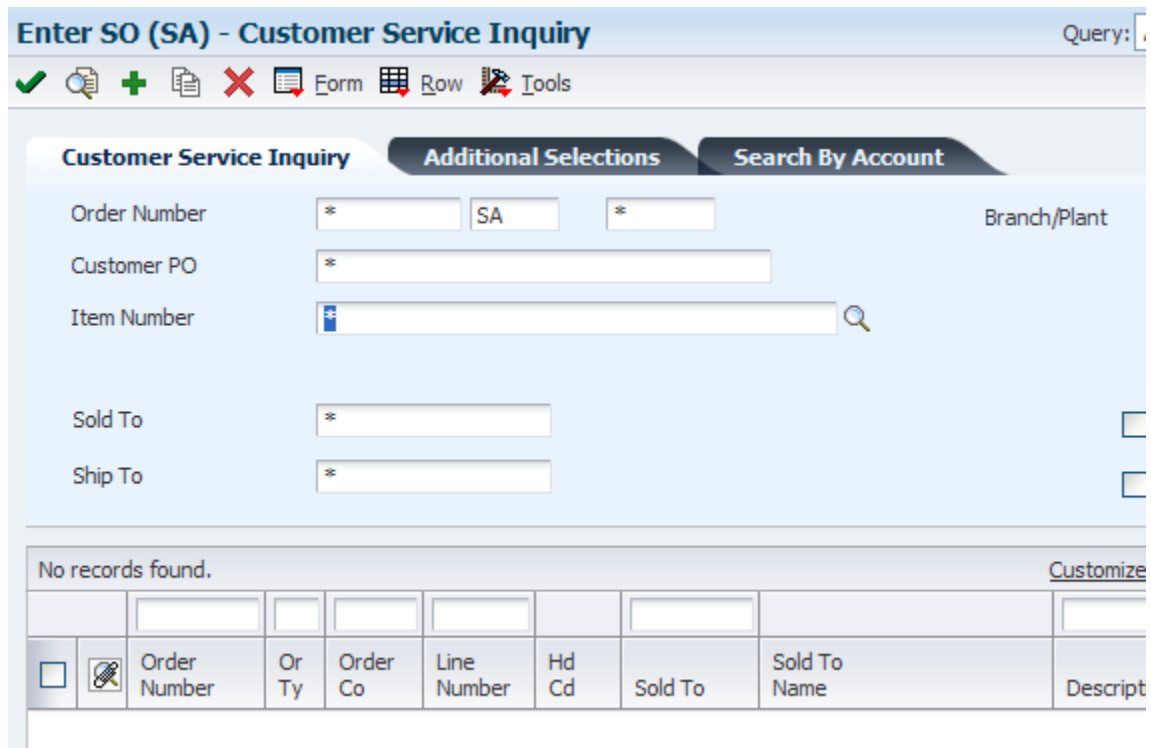 Enter SO (SA) - Customer Service Inquiry Query:
Form Row Tools
Customer Service Inquiry Additional Selections Search By Account
Order Number * SA * Branch/Plant
Customer PO *
Item Number *
Sold To *
Ship To *
No records found. Customize
Order Number Or Ty Order Co Line Number Hd Cd Sold To Sold To Name Descript